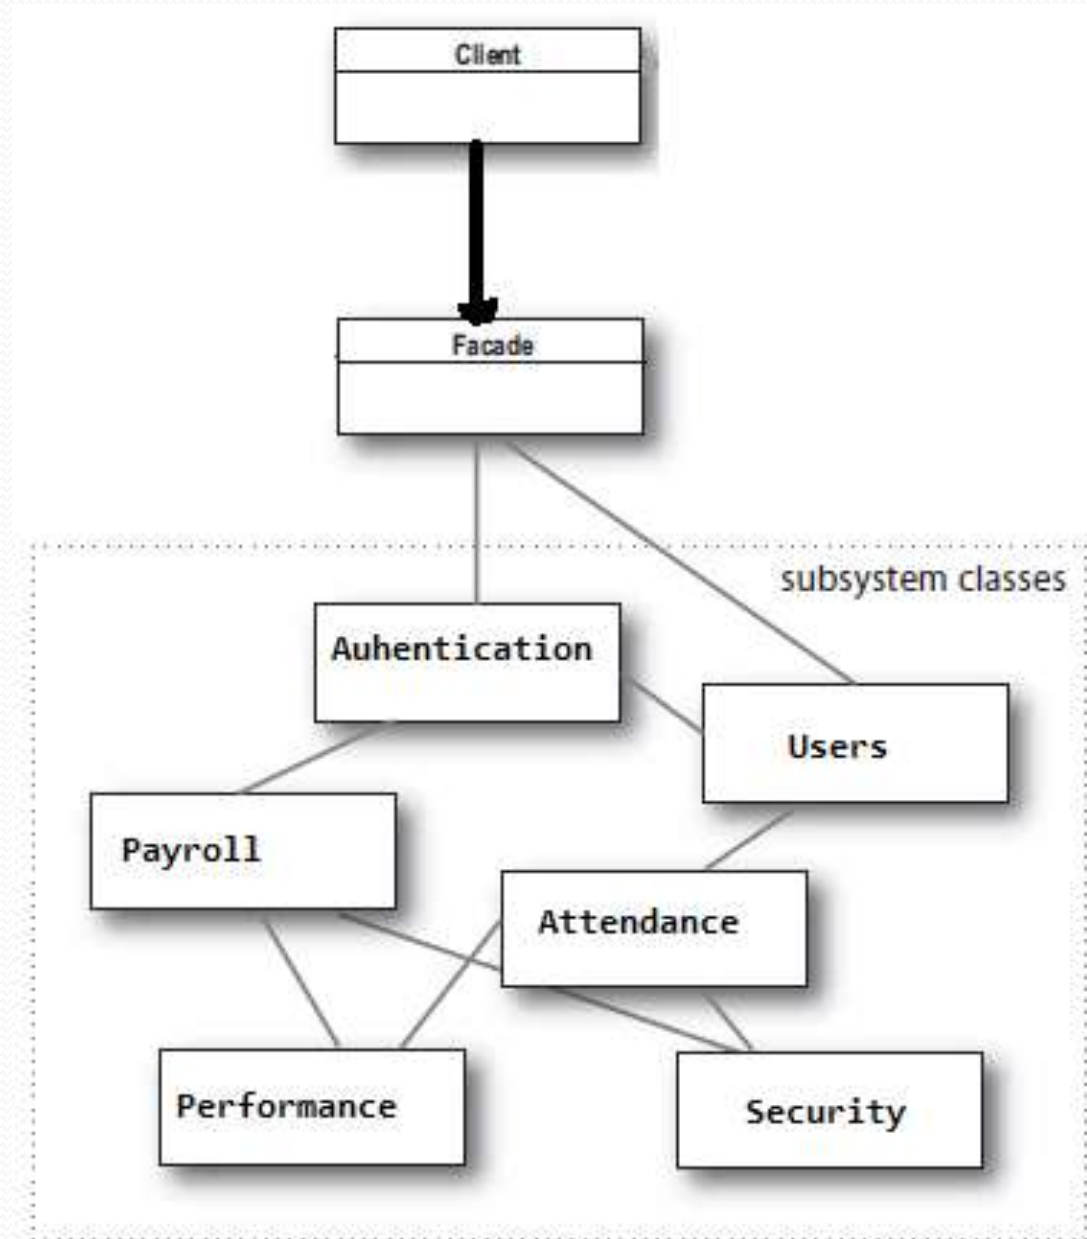 Client
Facade
subsystem classes
Auhentication
Users
Payroll
Attendance
Performance
Security